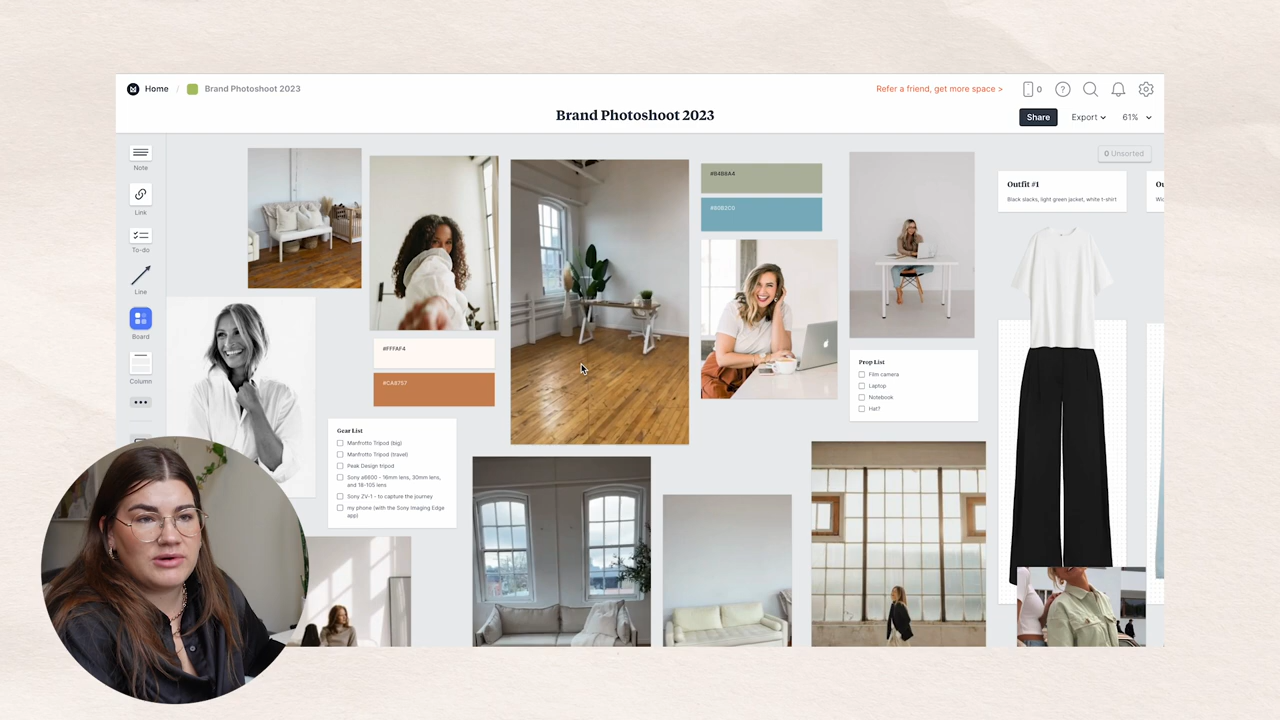 Home / Brand Photoshoot 2023
Refer a friend, get more space >
0
Brand Photoshoot 2023
Share
Export
61%
0 Unsorted
Note
Link
To-do
Line
Board
Column
#FFFAF4
#CA8757
Gear List
Manfrotto Tripod (big)
Manfrotto Tripod (travel)
Peak Design tripod
Sony a6600 - 16mm lens, 30mm lens,
and 18-105 lens
Sony ZV-1 - to capture the journey
my phone (with the Sony Imaging Edge
app)
Prop List
Film camera
Laptop
Notebook
Hat?
Outfit #1
Black slacks, light green jacket, white t-shirt